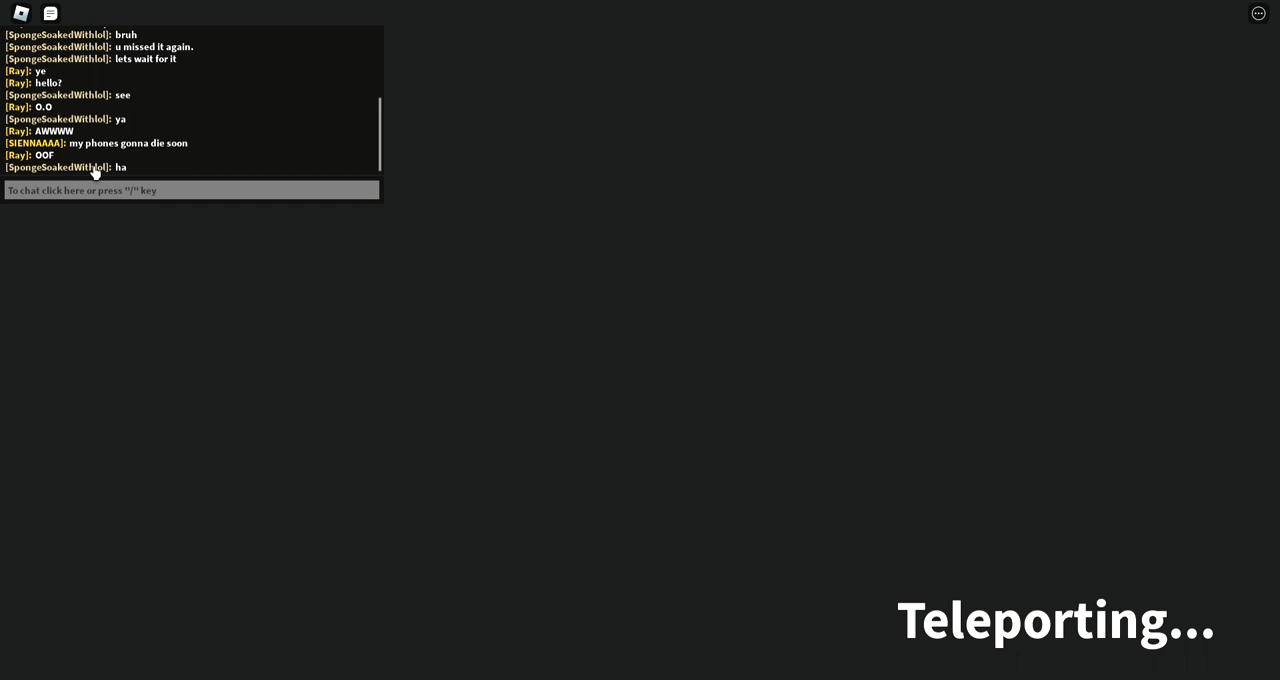 [SpongeSoakedWithlol]: bruh
[SpongeSoakedWithlol]: u missed it again.
[SpongeSoakedWithlol]: lets wait for it
[Ray]: ye
[Ray]: hello?
[SpongeSoakedWithlol]: see
[Ray]: O.O
[SpongeSoakedWithlol]: ya
[Ray]: AWWWW
[SIENNAAAA]: my phones gonna die soon
[Ray]: OOF
[SpongeSoakedWithlol]: ha
To chat click here or press "/" key
Teleporting...